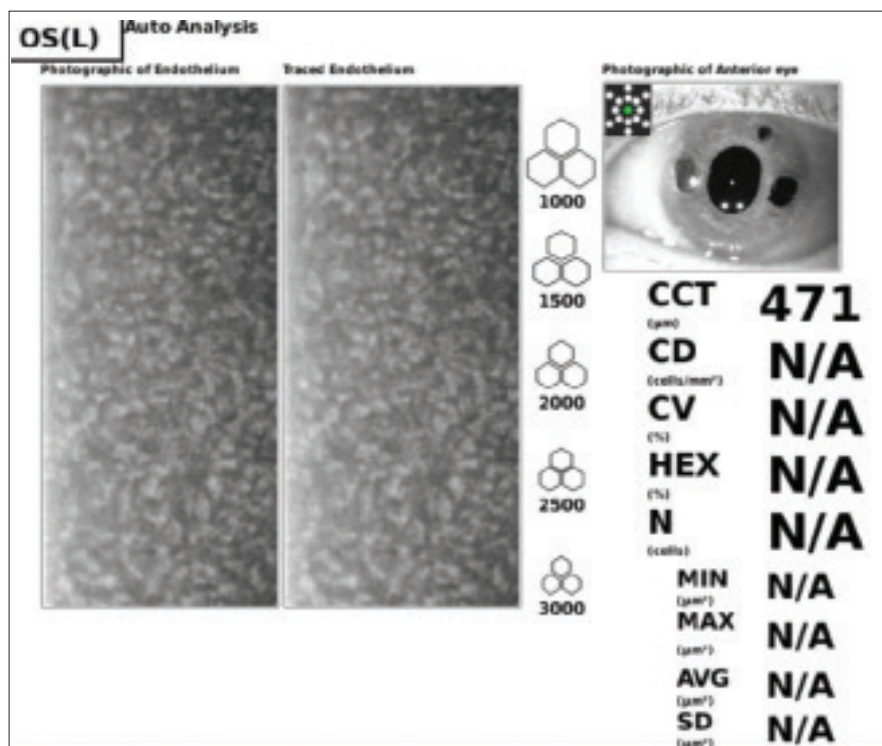 OS(L)
Auto Analysis
Photographic of Endothelium
Traced Endothelium
Photographic of Anterior eye
1000
1500
2000
2500
3000
CCT 471
(µm)
CD N/A
(cells/mm²)
CV N/A
(%)
HEX N/A
(%)
N N/A
(cells)
MIN N/A
(µm²)
MAX N/A
(µm²)
AVG N/A
(µm²)
SD N/A
(µm²)